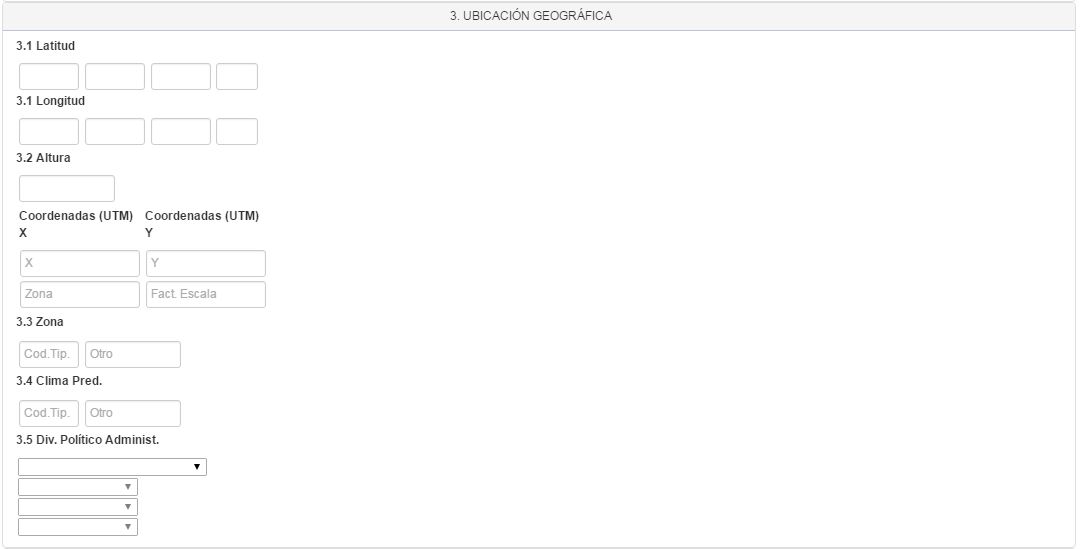 3. UBICACIÓN GEOGRÁFICA
3.1 Latitud
3.1 Longitud
3.2 Altura
Coordenadas (UTM) Coordenadas (UTM)
X Y
X Y
Zona Fact. Escala
3.3 Zona
Cod.Tip. Otro
3.4 Clima Pred.
Cod.Tip. Otro
3.5 Div. Político Administ.